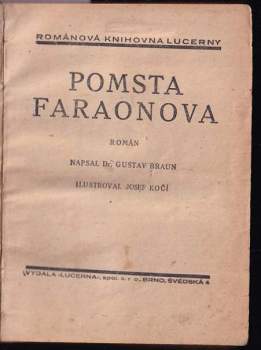 ROMÁNOVÁ KNIHOVNA LUCERNY
POMSTA
FARAONOVA
ROMÁN
NAPSAL Dr. GUSTAV BRAUN
ILUSTROVAL JOSEF KOČÍ
VYDALA »LUCERNA«, SPOL. S R. O., BRNO, ŠVÉDSKÁ 4